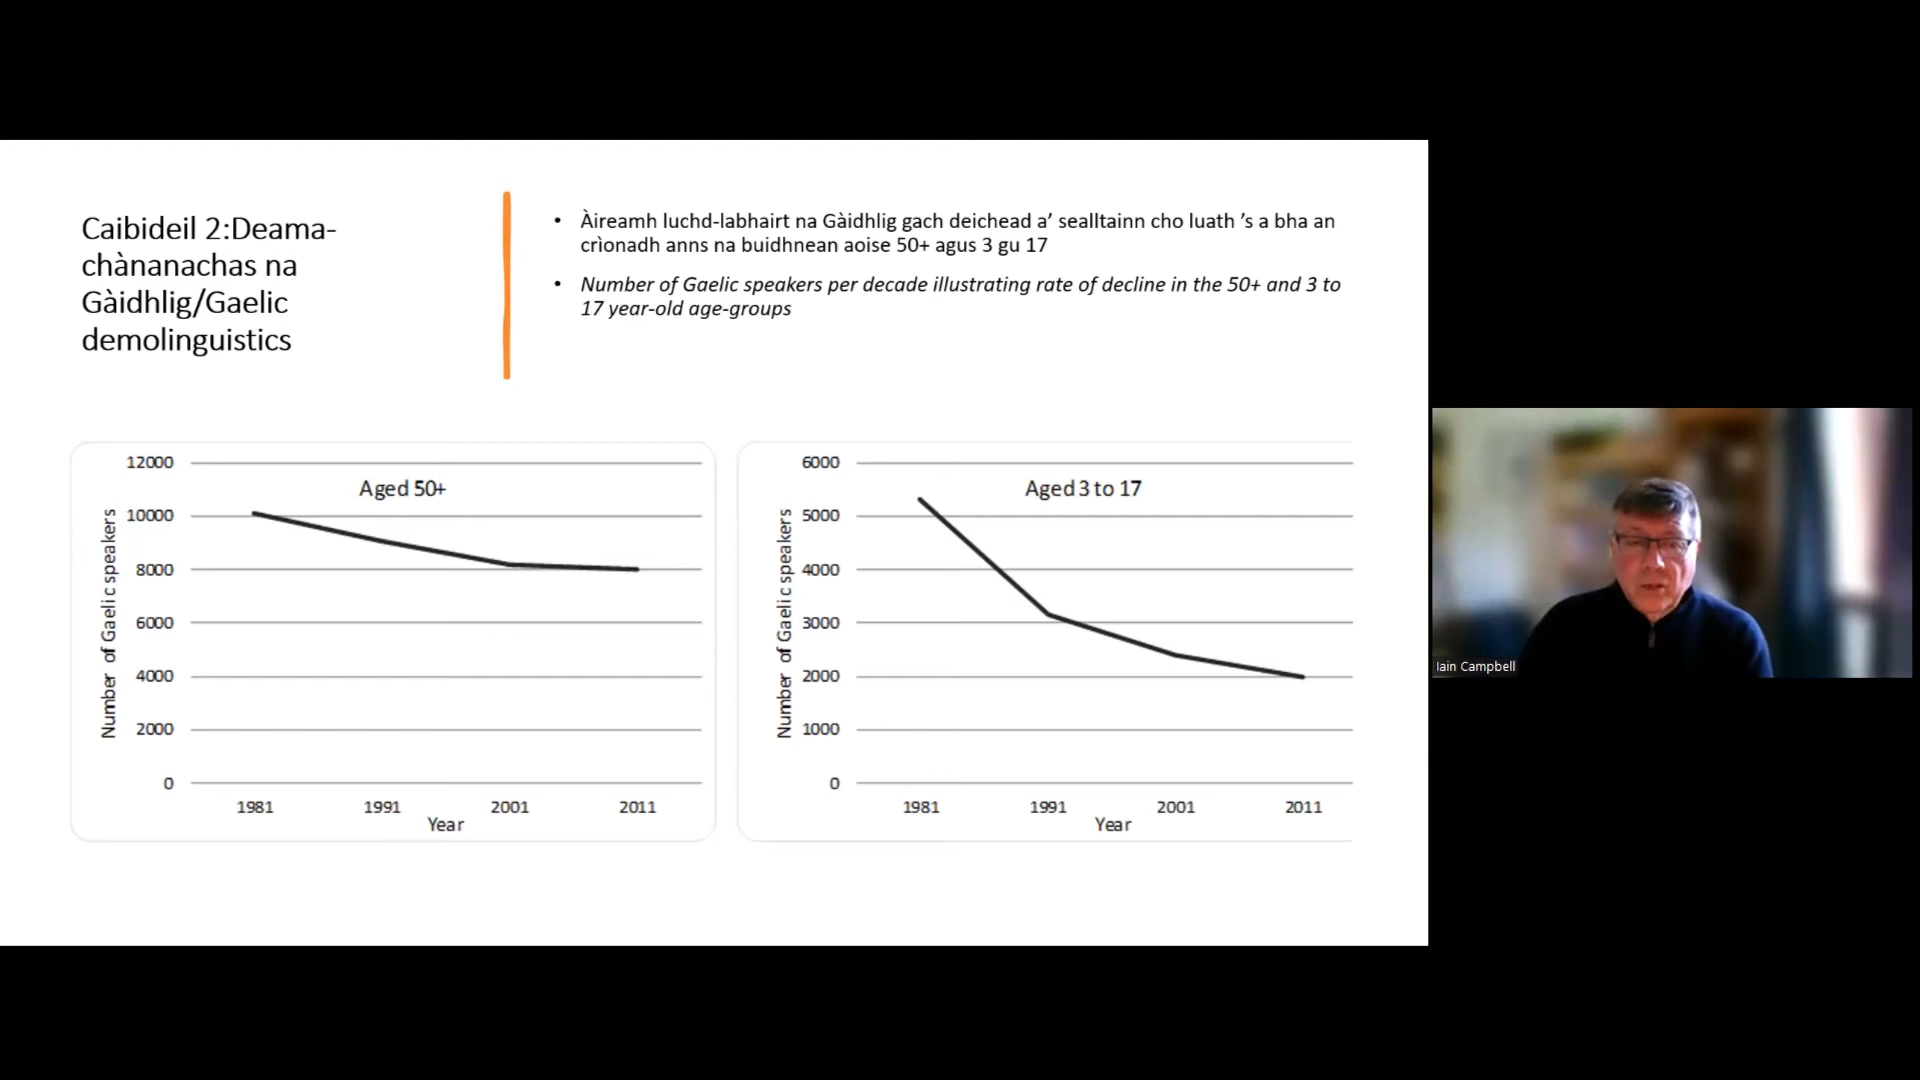 Caibideil 2:Deama-
chànanachas na
Gàidhlig/Gaelic
demolinguistics
• Àireamh luchd-labhairt na Gàidhlig gach deichead a’ sealltainn cho luath ’s a bha an
crìonadh anns na buidhnean aoise 50+ agus 3 gu 17
• Number of Gaelic speakers per decade illustrating rate of decline in the 50+ and 3 to
17 year-old age-groups
Aged 50+
Number of Gaelic speakers
12000
10000
8000
6000
4000
2000
0
1981 1991 2001 2011
Year
Aged 3 to 17
Number of Gaelic speakers
6000
5000
4000
3000
2000
1000
0
1981 1991 2001 2011
Year
Iain Campbell